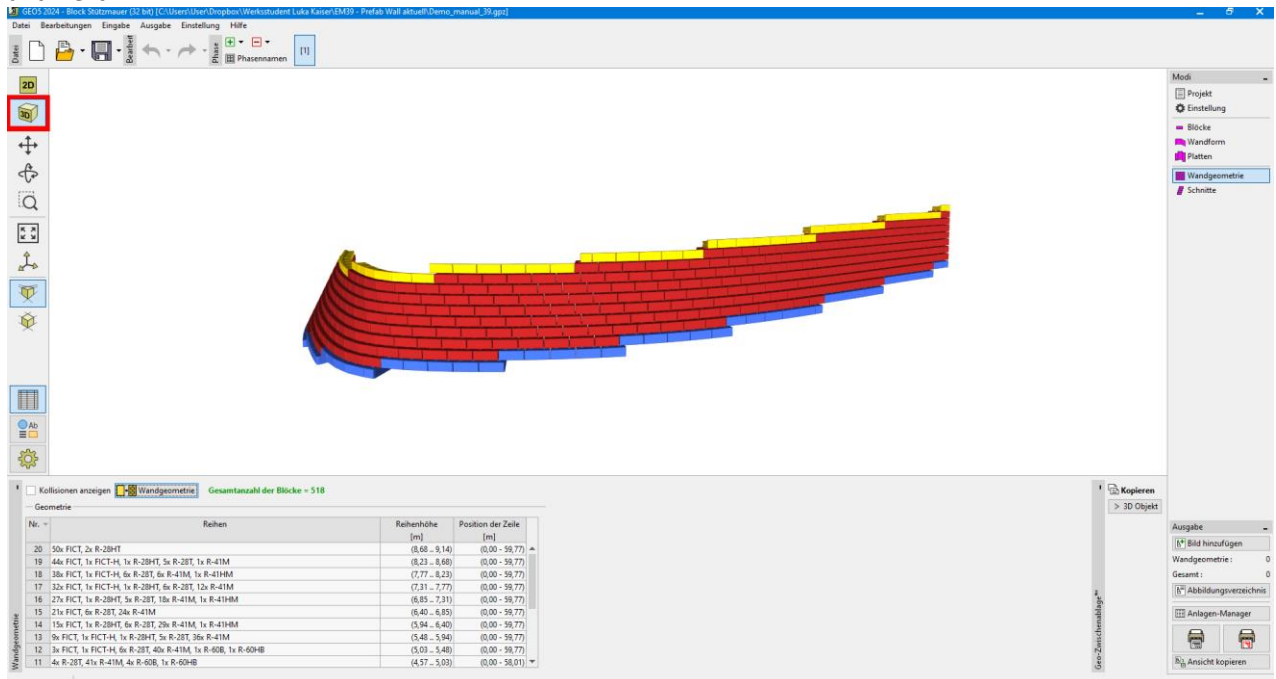 GEO5 2024 - Block Stützmauer (32 bit) [C:\Users\User\Dropbox\Werksstudent Luka Kaiser\EM39 - Prefab Wall aktuell\Demo_manual_39.gpz]
Datei Bearbeitungen Eingabe Ausgabe Einstellung Hilfe
Datei
Bearbeit
Phase
Phasennamen
[1]
2D
3D
Ab
Modi
Projekt
Einstellung
Blöcke
Wandform
Platten
Wandgeometrie
Schnitte
Kollisionen anzeigen Wandgeometrie Gesamtanzahl der Blöcke = 518
Geometrie
Nr. Reihen Reihenhöhe Position der Zeile
[m] [m]
20 50x FICT, 2x R-28HT (8,68 .. 9,14) (0,00 - 59,77)
19 44x FICT, 1x FICT-H, 1x R-28HT, 5x R-28T, 1x R-41M (8,23 .. 8,68) (0,00 - 59,77)
18 38x FICT, 1x FICT-H, 6x R-28T, 6x R-41M, 1x R-41HM (7,77 .. 8,23) (0,00 - 59,77)
17 32x FICT, 1x FICT-H, 1x R-28HT, 6x R-28T, 12x R-41M (7,31 .. 7,77) (0,00 - 59,77)
16 27x FICT, 1x R-28HT, 5x R-28T, 18x R-41M, 1x R-41HM (6,85 .. 7,31) (0,00 - 59,77)
15 21x FICT, 6x R-28T, 24x R-41M (6,40 .. 6,85) (0,00 - 59,77)
14 15x FICT, 1x R-28HT, 6x R-28T, 29x R-41M, 1x R-41HM (5,94 .. 6,40) (0,00 - 59,77)
13 9x FICT, 1x FICT-H, 1x R-28HT, 5x R-28T, 36x R-41M (5,48 .. 5,94) (0,00 - 59,77)
12 3x FICT, 1x FICT-H, 6x R-28T, 40x R-41M, 1x R-60B, 1x R-60HB (5,03 .. 5,48) (0,00 - 59,77)
11 4x R-28T, 41x R-41M, 4x R-60B, 1x R-60HB (4,57 .. 5,03) (0,00 - 58,01)
Wandgeometrie
Geo-Zwischenablage™
Kopieren
> 3D Objekt
Ausgabe
Bild hinzufügen
Wandgeometrie : 0
Gesamt : 0
Abbildungsverzeichnis
Anlagen-Manager
Ansicht kopieren